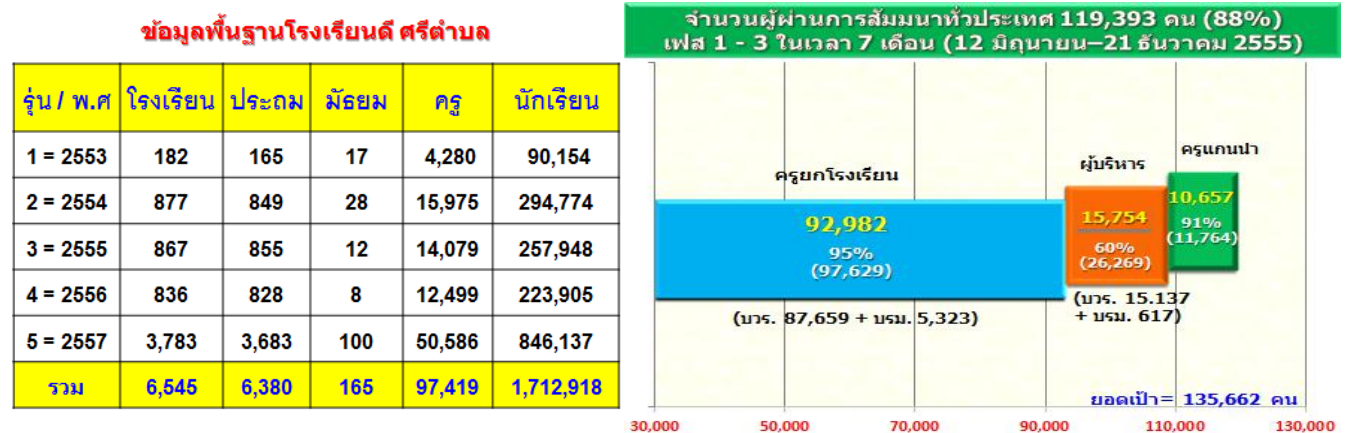 ข้อมูลพื้นฐานโรงเรียนดี ศรีตำบล
รุ่น / พ.ศ โรงเรียน ประถม มัธยม ครู นักเรียน
1 = 2553 182 165 17 4,280 90,154
2 = 2554 877 849 28 15,975 294,774
3 = 2555 867 855 12 14,079 257,948
4 = 2556 836 828 8 12,499 223,905
5 = 2557 3,783 3,683 100 50,586 846,137
รวม 6,545 6,380 165 97,419 1,712,918
จำนวนผู้ผ่านการสัมมนาทั่วประเทศ 119,393 คน (88%)
เฟส 1 - 3 ในเวลา 7 เดือน (12 มิถุนายน–21 ธันวาคม 2555)
ครูยกโรงเรียน
92,982
95%
(97,629)
(บวร. 87,659 + บรม. 5,323)
ผู้บริหาร
15,754
60%
(26,269)
(บวร. 15.137
+ บรม. 617)
ครูแกนนำ
10,657
91%
(11,764)
ยอดเป้า= 135,662 คน
30,000 50,000 70,000 90,000 110,000 130,000